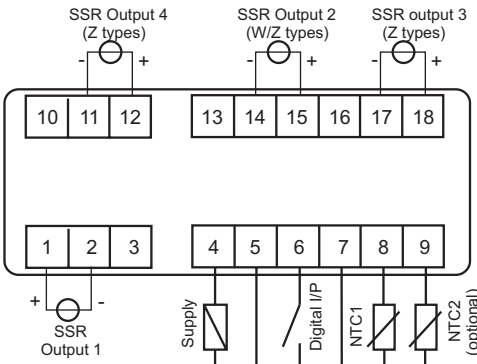 SSR Output 4
(Z types)
SSR Output 2
(W/Z types)
SSR output 3
(Z types)
- +
- +
- +
10 11 12
13 14 15 16 17 18
1 2 3
4 5 6 7 8 9
+ -
SSR
Output 1
Supply
Digital I/P
NTC1
NTC2
(optional)